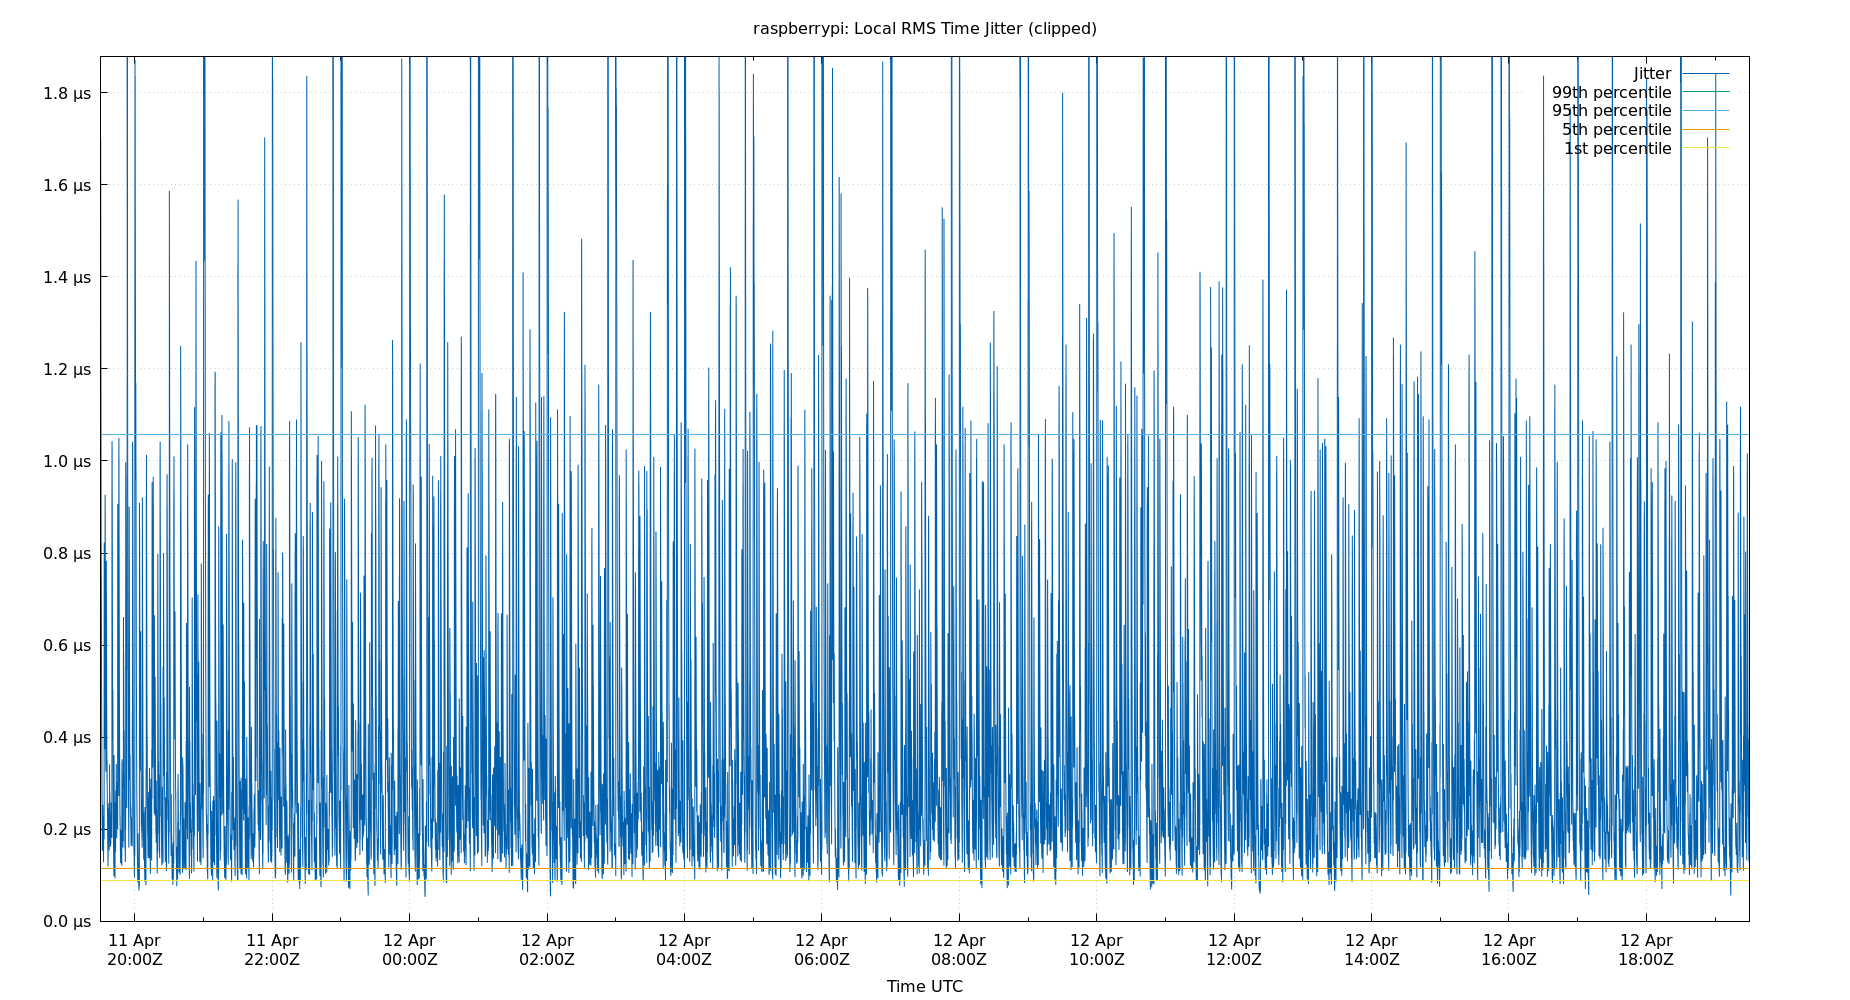 raspberrypi: Local RMS Time Jitter (clipped)
Jitter
99th percentile
95th percentile
5th percentile
1st percentile
1.8 µs
1.6 µs
1.4 µs
1.2 µs
1.0 µs
0.8 µs
0.6 µs
0.4 µs
0.2 µs
0.0 µs
11 Apr 11 Apr 12 Apr 12 Apr 12 Apr 12 Apr 12 Apr 12 Apr 12 Apr 12 Apr 12 Apr 12 Apr
20:00Z 22:00Z 00:00Z 02:00Z 04:00Z 06:00Z 08:00Z 10:00Z 12:00Z 14:00Z 16:00Z 18:00Z
Time UTC